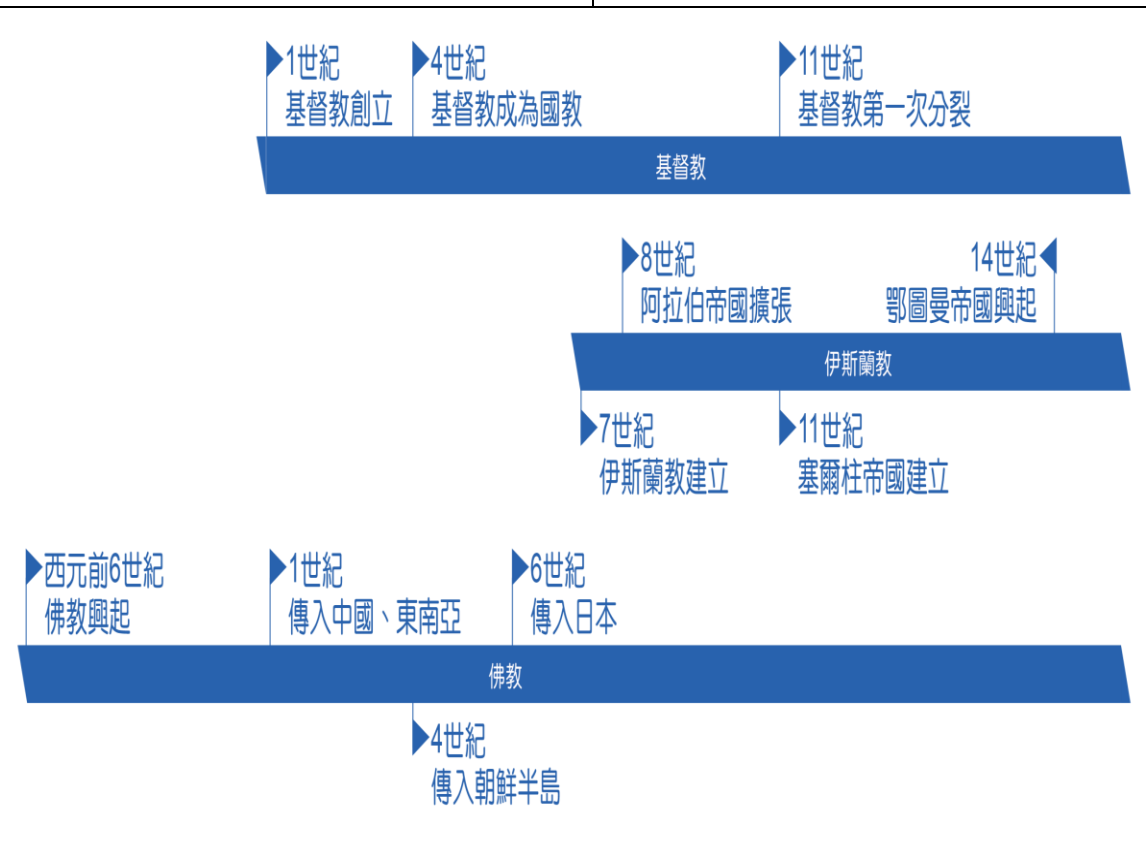 1世紀
基督教創立
4世紀
基督教成為國教
11世紀
基督教第一次分裂
基督教
8世紀
阿拉伯帝國擴張
14世紀
鄂圖曼帝國興起
伊斯蘭教
7世紀
伊斯蘭教建立
11世紀
塞爾柱帝國建立
西元前6世紀
佛教興起
1世紀
傳入中國、東南亞
6世紀
傳入日本
佛教
4世紀
傳入朝鮮半島